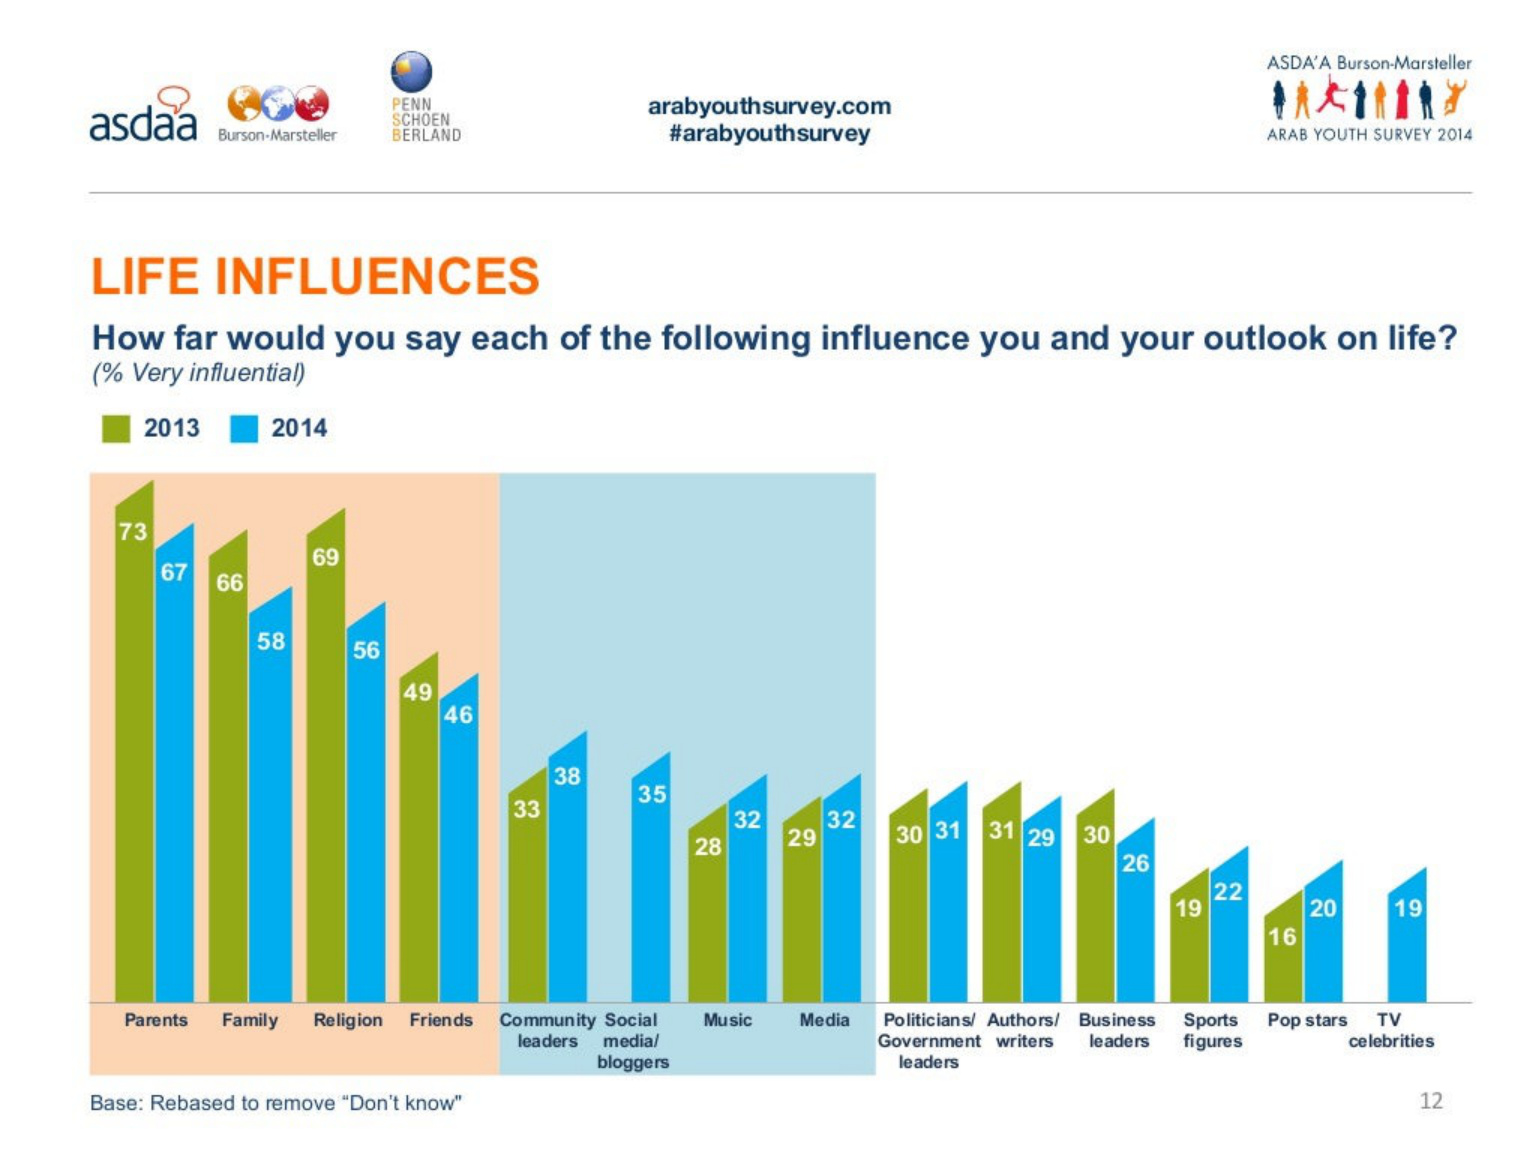 asdaa
Burson-Marsteller
PENN
SCHOEN
BERLAND
arabyouthsurvey.com
#arabyouthsurvey
ASDA'A Burson-Marsteller
ARAB YOUTH SURVEY 2014
LIFE INFLUENCES
How far would you say each of the following influence you and your outlook on life?
(% Very influential)
2013 2014
73 67 66 58 69 56 49 46 33 38 35 28 32 29 32 30 31 31 29 30 26 19 22 16 20 19
Parents Family Religion Friends Community Social Music Media Politicians/ Authors/ Business Sports Pop stars TV
leaders media/ Government writers leaders figures celebrities
bloggers leaders
Base: Rebased to remove “Don’t know"
12